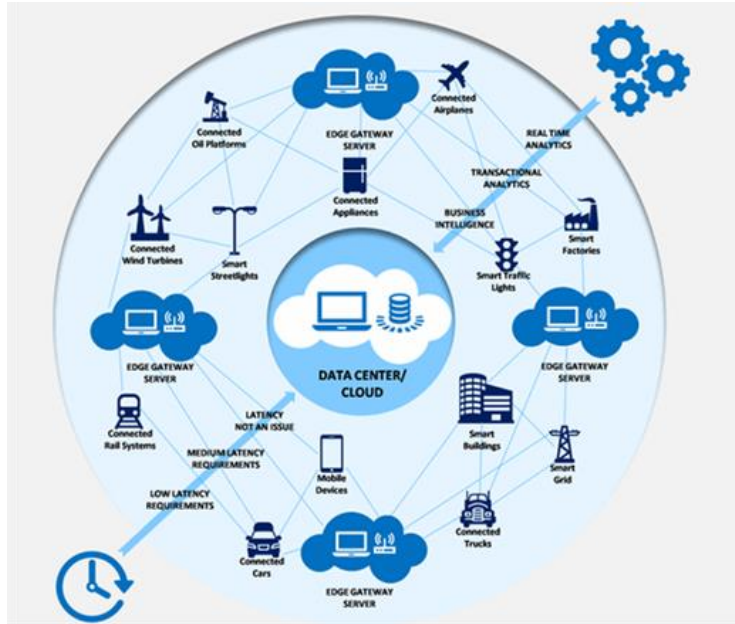 Connected
Airplanes
EDGE GATEWAY
SERVER
Connected
Oil Platforms
REAL TIME
ANALYTICS
TRANSACTIONAL
ANALYTICS
Connected
Appliances
BUSINESS
INTELLIGENCE
Connected
Wind Turbines
Smart
Streetlights
Smart
Factories
Smart Traffic
Lights
EDGE GATEWAY
SERVER
DATA CENTER/
CLOUD
EDGE GATEWAY
SERVER
LATENCY
NOT AN ISSUE
Connected
Rail Systems
MEDIUM LATENCY
REQUIREMENTS
Smart
Buildings
Mobile
Devices
Smart
Grid
LOW LATENCY
REQUIREMENTS
Connected
Trucks
Connected
Cars
EDGE GATEWAY
SERVER